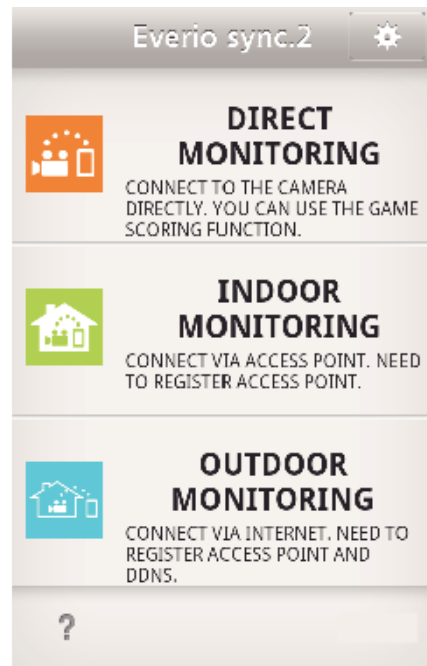 Everio sync.2
DIRECT
MONITORING
CONNECT TO THE CAMERA
DIRECTLY. YOU CAN USE THE GAME
SCORING FUNCTION.
INDOOR
MONITORING
CONNECT VIA ACCESS POINT. NEED
TO REGISTER ACCESS POINT.
OUTDOOR
MONITORING
CONNECT VIA INTERNET. NEED TO
REGISTER ACCESS POINT AND
DDNS.
?